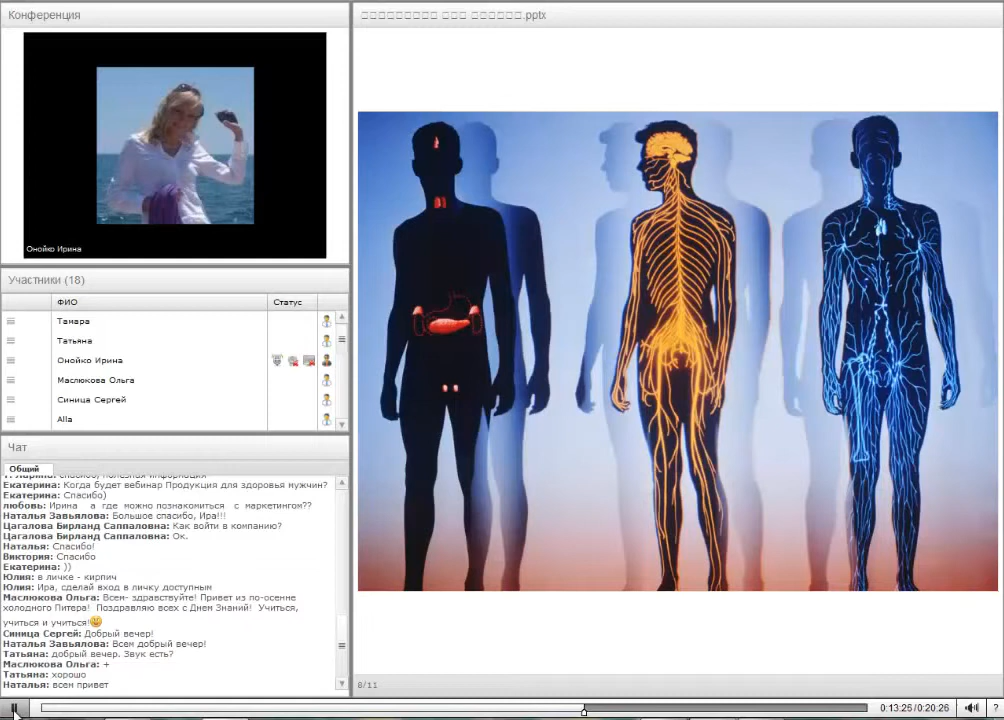 Конференция
Онойко Ирина
Участники (18)
ФИО
Статус
Танара
Татьяна
Онойко Ирина
Маслюкова Ольга
Синица Сергей
Alla
Чат
Общий
Екатерина: Когда будет вебинар Продукция для здоровья мужчин?
Екатерина: Спасибо)
любовь: Ирина а где можно познакомиться с маркетингом??
Наталья Завьялова: Большое спасибо, Ира!!!
Цагалова Бирланд Саппаловна: Как войти в компанию?
Цагалова Бирланд Саппаловна: Ок.
Наталья: Спасибо!
Виктория: Спасибо
Екатерина: ))
Юлия: в личке - кирпич
Юлия: Ира, сделай вход в личку доступным
Маслюкова Ольга: Всем- здравствуйте! Привет из по-осенне
холодного Питера! Поздравляю всех с Днем Знаний! Учиться,
учиться и учиться!
Синица Сергей: Добрый вечер!
Наталья Завьялова: Всем добрый вечер!
Татьяна: добрый вечер. Звук есть?
Маслюкова Ольга: +
Татьяна: хорошо
Наталья: всем привет
.pptx
8/11
0:13:26/0:20:26
?